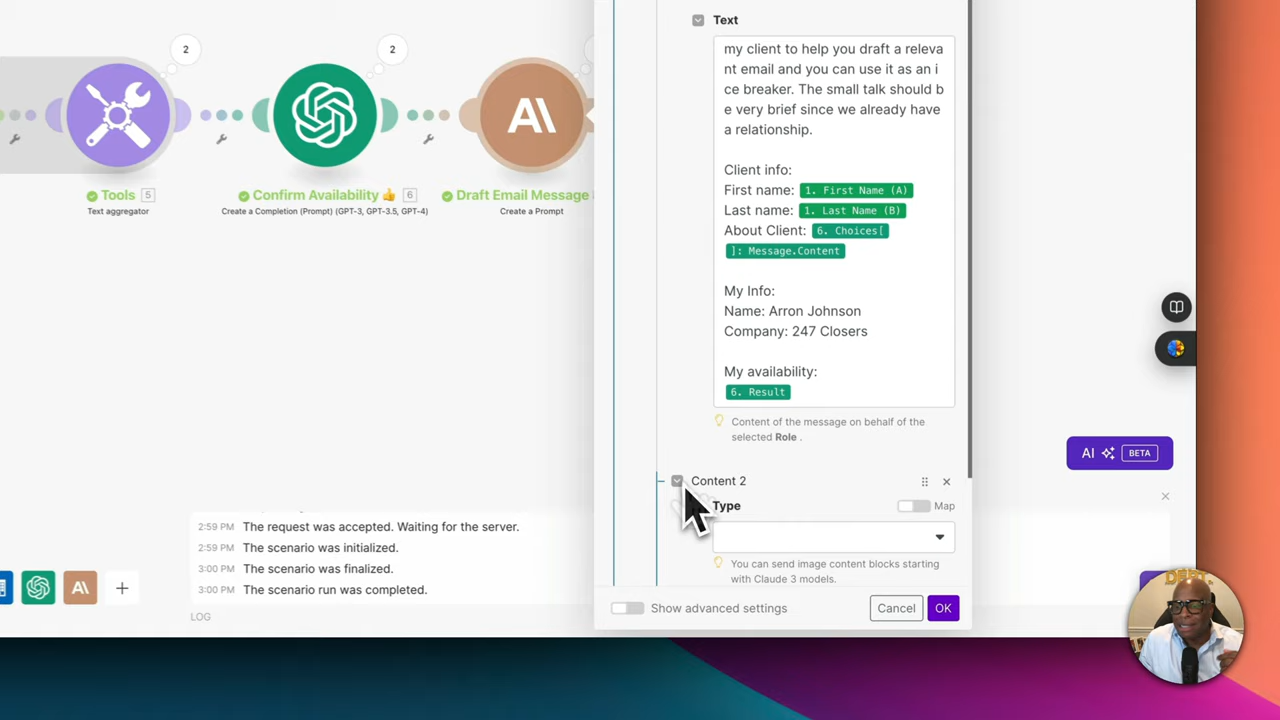 2
2
Tools 5
Text aggregator
Confirm Availability 👍 6
Create a Completion (Prompt) (GPT-3, GPT-3.5, GPT-4)
Draft Email Message
Create a Prompt
Text
my client to help you draft a releva
nt email and you can use it as an i
ce breaker. The small talk should b
e very brief since we already have
a relationship.
Client info:
First name: 1. First Name (A)
Last name: 1. Last Name (B)
About Client: 6. Choices[
]: Message.Content
My Info:
Name: Arron Johnson
Company: 247 Closers
My availability:
6. Result
Content of the message on behalf of the
selected Role .
Content 2
Type
Map
You can send image content blocks starting
with Claude 3 models.
Show advanced settings
Cancel
OK
AI BETA
2:59 PM The request was accepted. Waiting for the server.
2:59 PM The scenario was initialized.
3:00 PM The scenario was finalized.
3:00 PM The scenario run was completed.
LOG